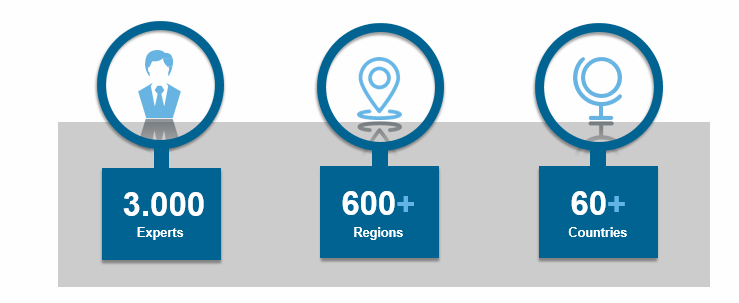 3.000
Experts
600+
Regions
60+
Countries